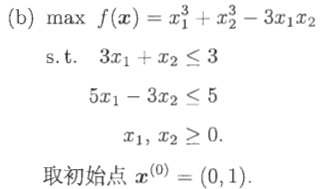 (b) max f(x) = x₁³ + x₂³ − 3x₁x₂
s.t. 3x₁ + x₂ ≤ 3
5x₁ − 3x₂ ≤ 5
x₁, x₂ ≥ 0.
取初始点 x⁽⁰⁾ = (0, 1).